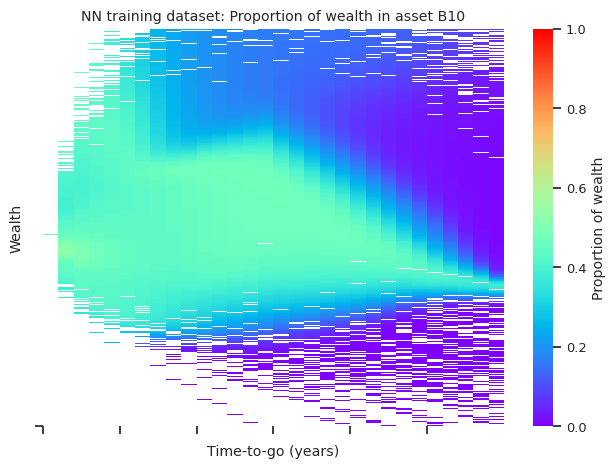 NN training dataset: Proportion of wealth in asset B10
Wealth
Time-to-go (years)
1.0
0.8
0.6
0.4
0.2
0.0
Proportion of wealth